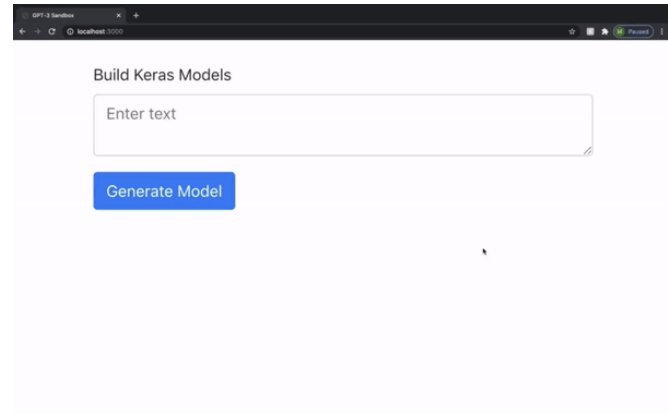 GPT-3 Sandbox
localhost:3000
M Paused
Build Keras Models
Enter text
Generate Model